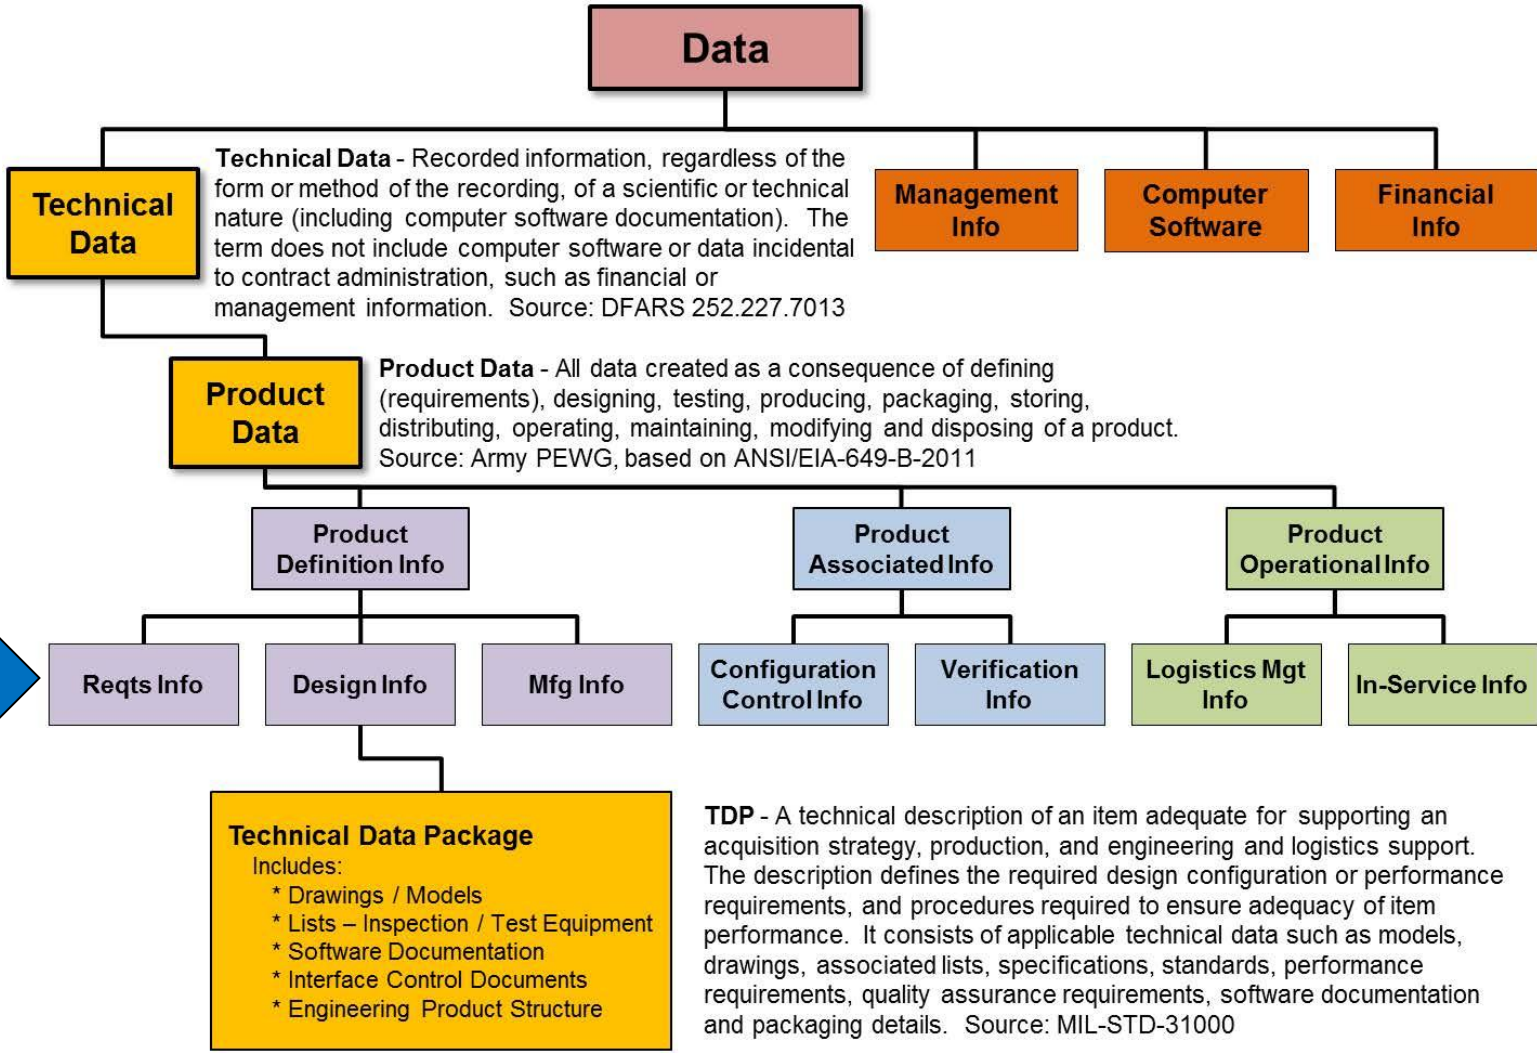 Data
Technical Data - Recorded information, regardless of the
form or method of the recording, of a scientific or technical
nature (including computer software documentation). The
term does not include computer software or data incidental
to contract administration, such as financial or
management information. Source: DFARS 252.227.7013
Technical
Data
Management
Info
Computer
Software
Financial
Info
Product
Data
Product Data - All data created as a consequence of defining
(requirements), designing, testing, producing, packaging, storing,
distributing, operating, maintaining, modifying and disposing of a product.
Source: Army PEWG, based on ANSI/EIA-649-B-2011
Product
Definition Info
Product
Associated Info
Product
Operational Info
Reqts Info
Design Info
Mfg Info
Configuration
Control Info
Verification
Info
Logistics Mgt
Info
In-Service Info
Technical Data Package
Includes:
* Drawings / Models
* Lists – Inspection / Test Equipment
* Software Documentation
* Interface Control Documents
* Engineering Product Structure
TDP - A technical description of an item adequate for supporting an
acquisition strategy, production, and engineering and logistics support.
The description defines the required design configuration or performance
requirements, and procedures required to ensure adequacy of item
performance. It consists of applicable technical data such as models,
drawings, associated lists, specifications, standards, performance
requirements, quality assurance requirements, software documentation
and packaging details. Source: MIL-STD-31000